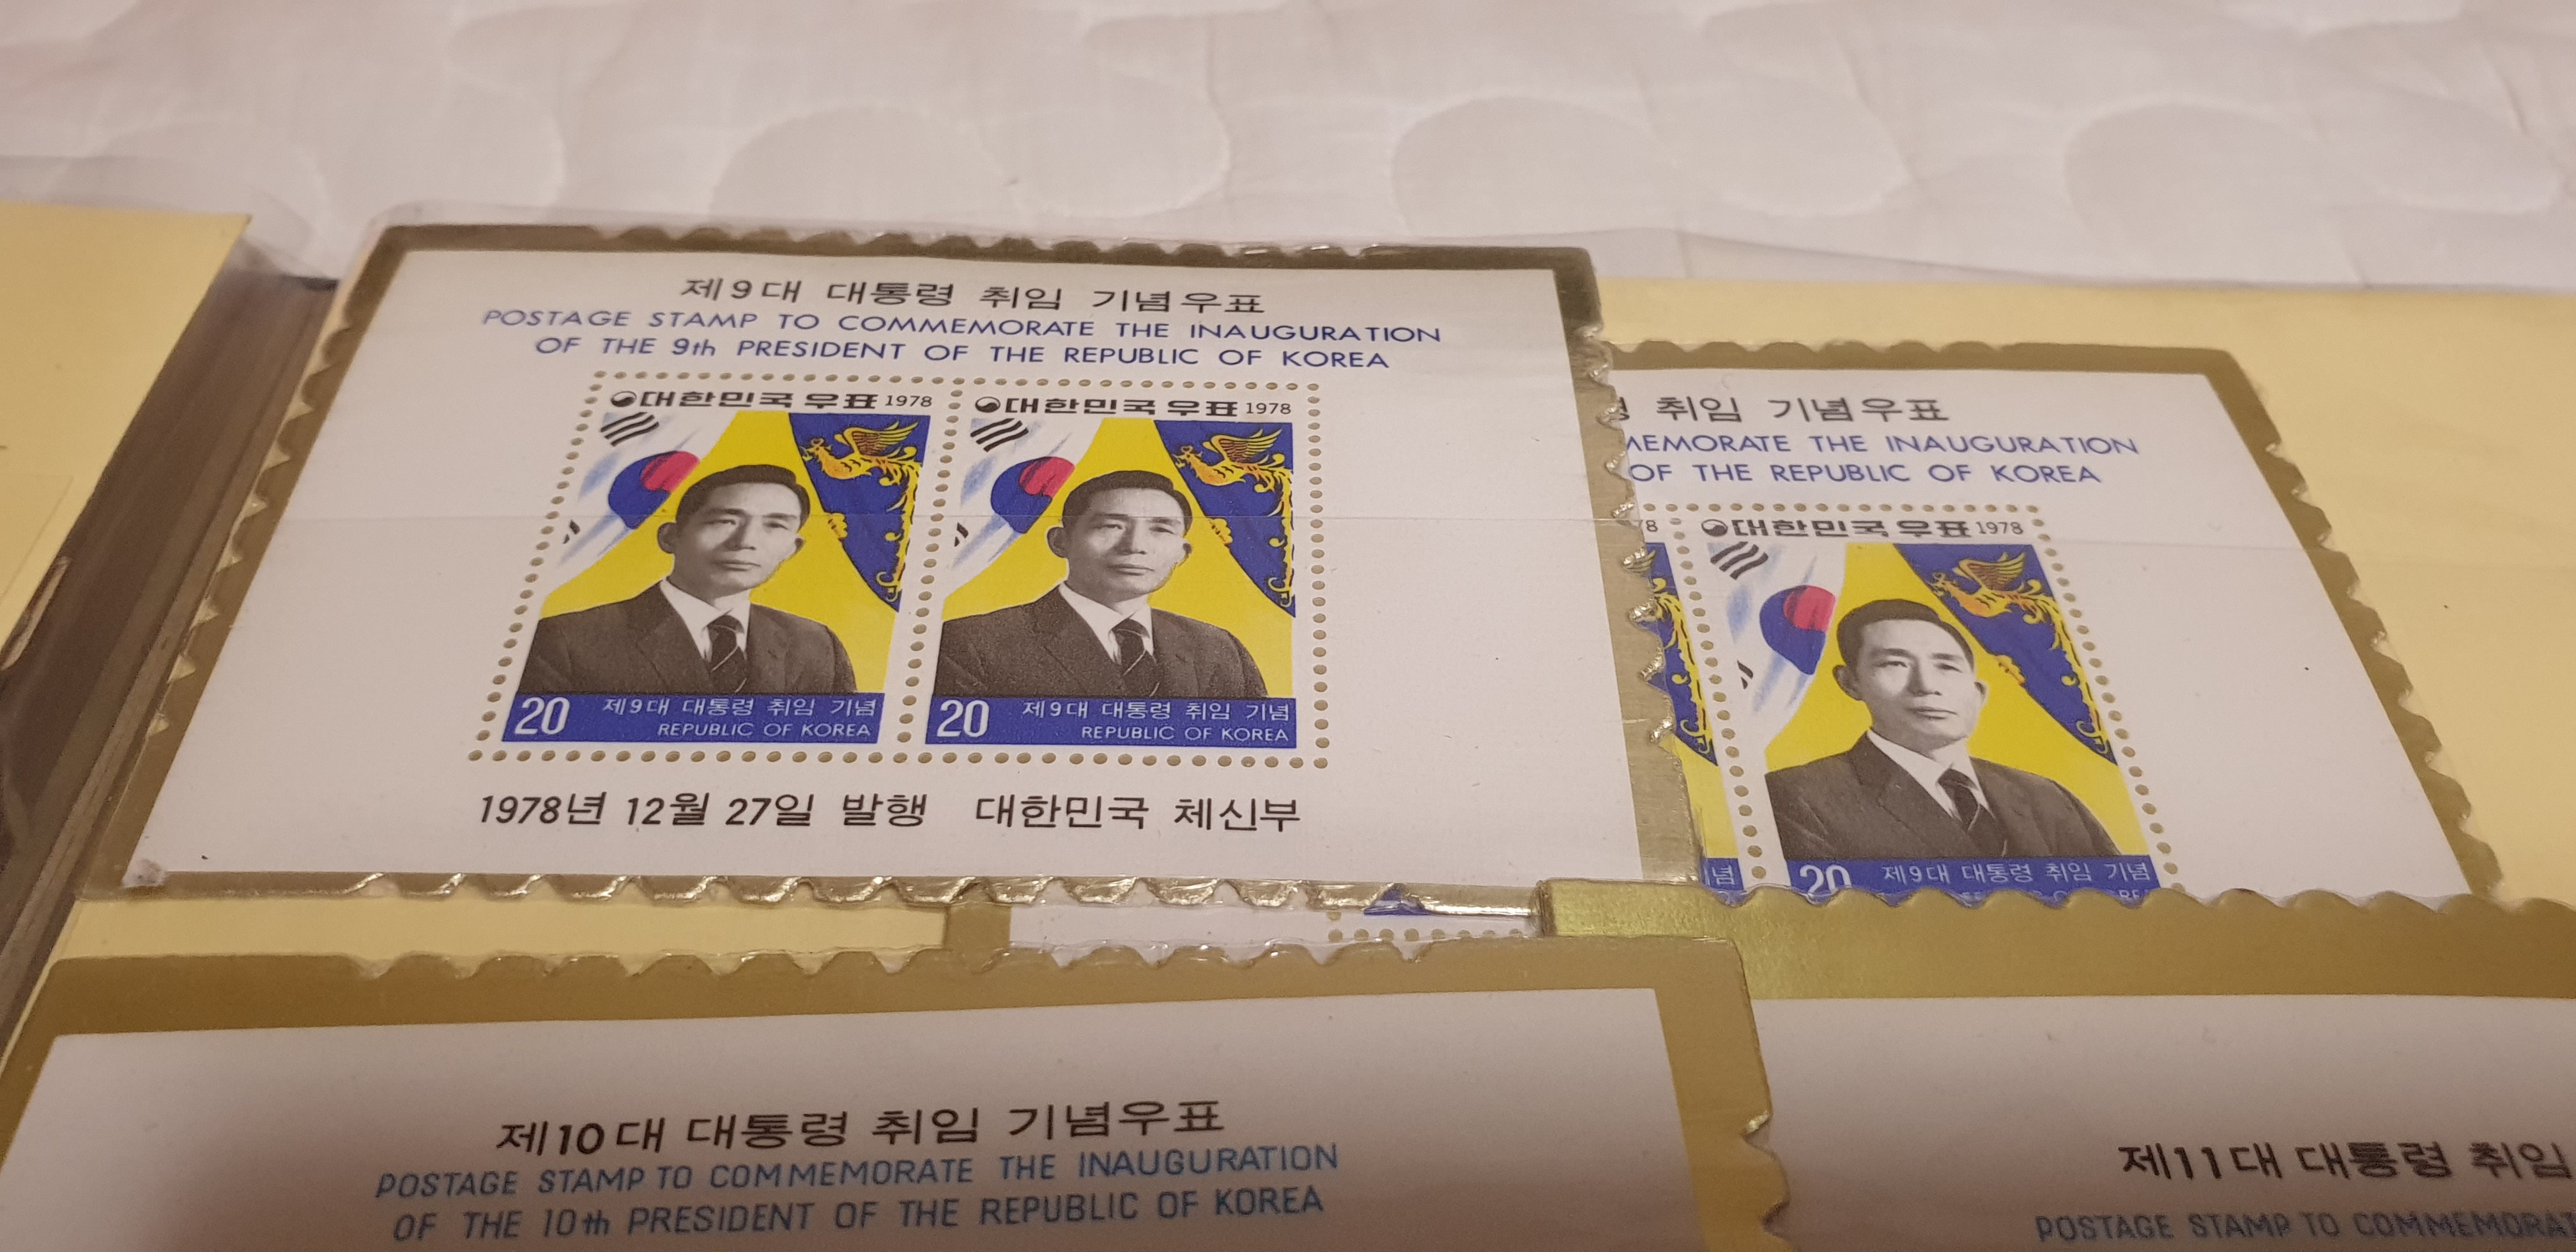 제9대 대통령 취임 기념우표
POSTAGE STAMP TO COMMEMORATE THE INAUGURATION
OF THE 9th PRESIDENT OF THE REPUBLIC OF KOREA
대한민국 우표 1978
대한민국 우표 1978
20 제9대 대통령 취임 기념
REPUBLIC OF KOREA
20 제9대 대통령 취임 기념
REPUBLIC OF KOREA
1978년 12월 27일 발행 대한민국 체신부
취임 기념우표
MEMORATE THE INAUGURATION
OF THE REPUBLIC OF KOREA
78
대한민국 우표 1978
념
20 제9대 대통령 취임 기념
제10대 대통령 취임 기념우표
POSTAGE STAMP TO COMMEMORATE THE INAUGURATION
OF THE 10th PRESIDENT OF THE REPUBLIC OF KOREA
제11대 대통령 취임
POSTAGE STAMP TO COMMEMORAT